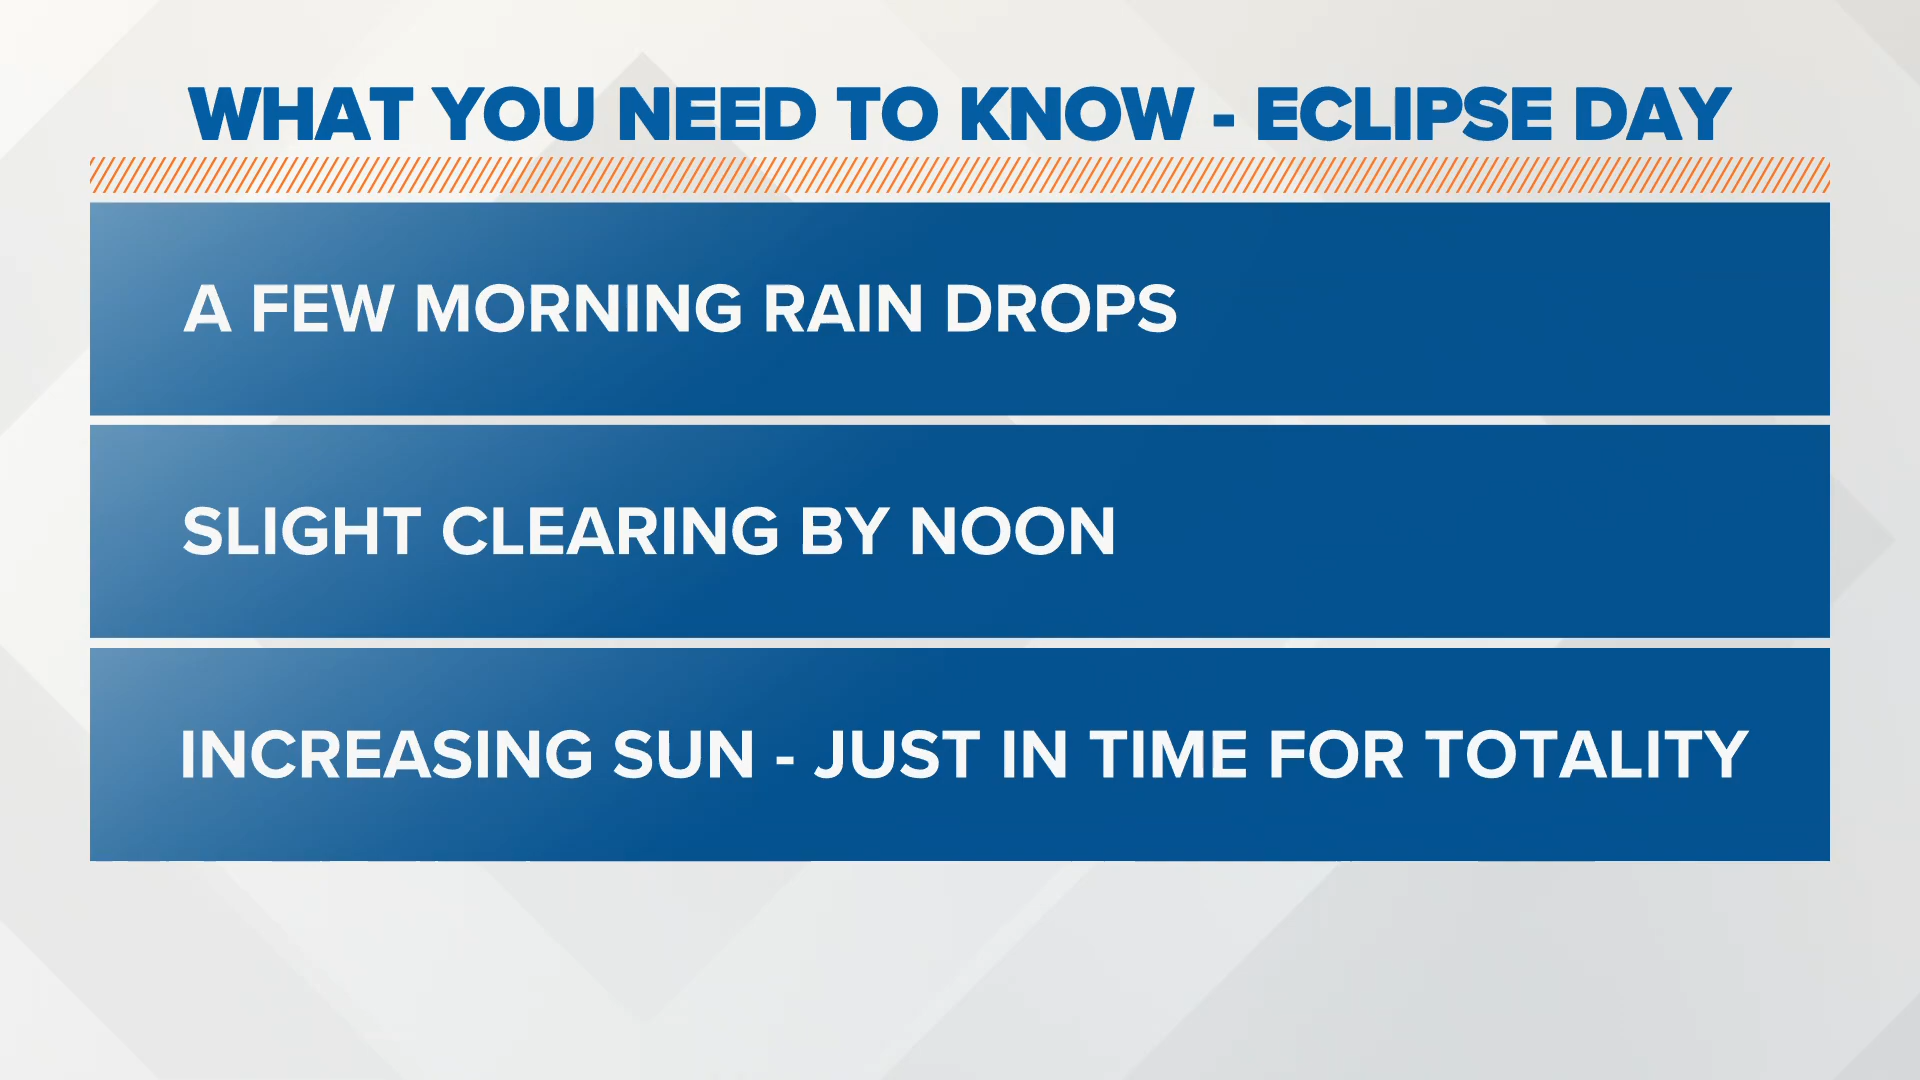 WHAT YOU NEED TO KNOW - ECLIPSE DAY
A FEW MORNING RAIN DROPS
SLIGHT CLEARING BY NOON
INCREASING SUN - JUST IN TIME FOR TOTALITY